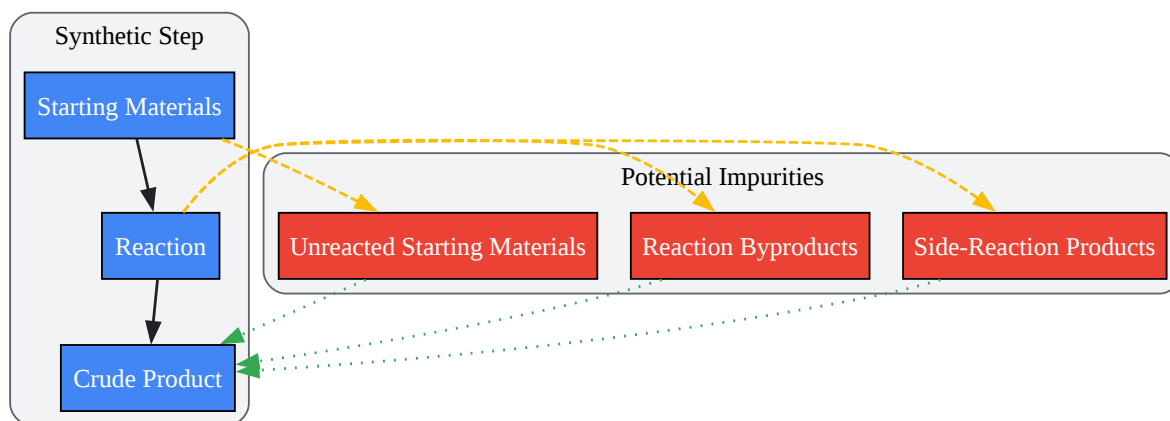 Synthetic Step
Starting Materials
Potential Impurities
Reaction
Unreacted Starting Materials
Reaction Byproducts
Side-Reaction Products
Crude Product